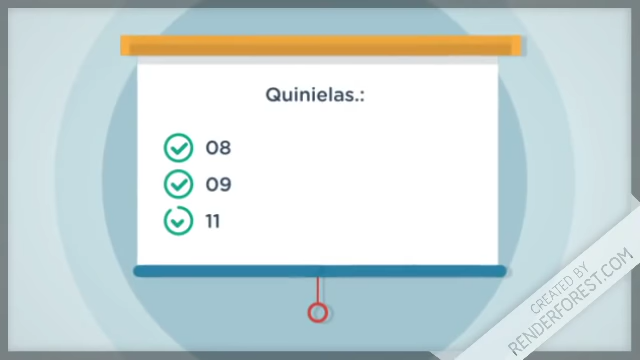 Quinielas.:
08
09
11
CREATED BY
RENDERFOREST.COM